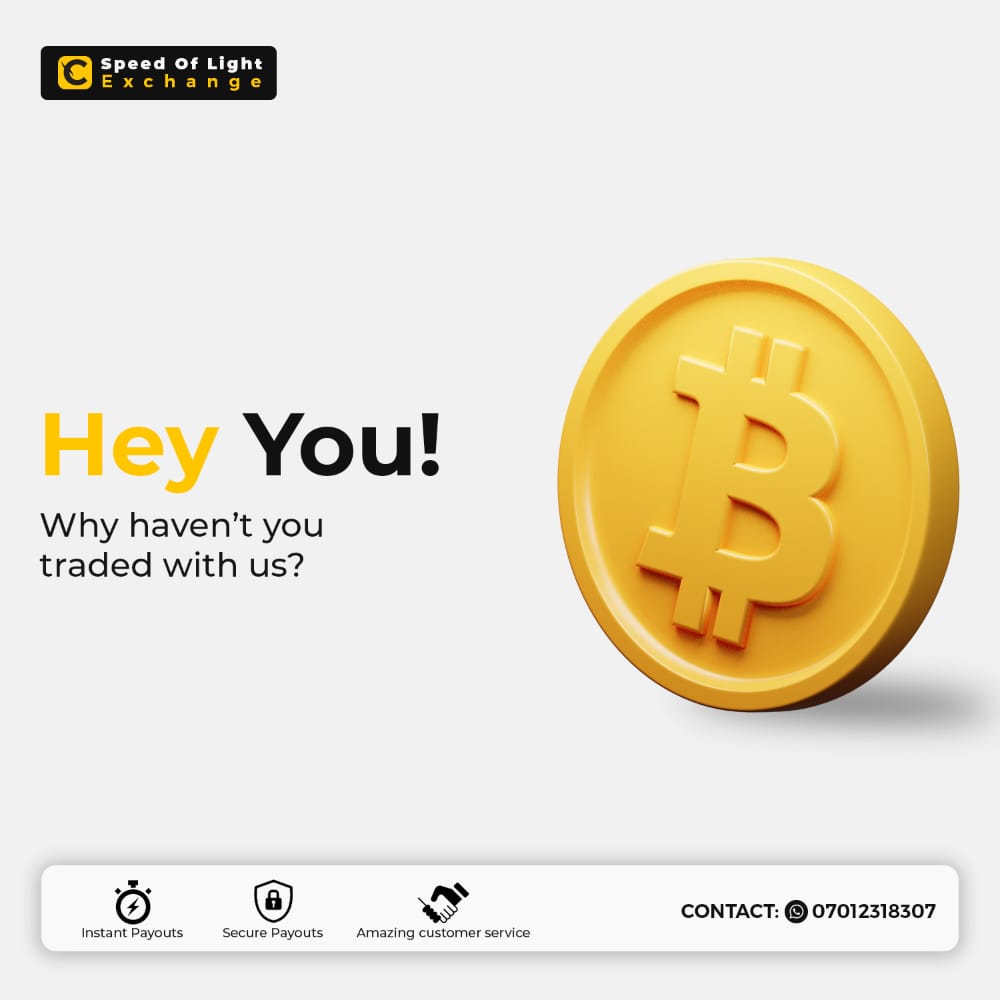 Speed Of Light
Exchange
Hey You!
Why haven’t you
traded with us?
Instant Payouts
Secure Payouts
Amazing customer service
CONTACT: 07012318307